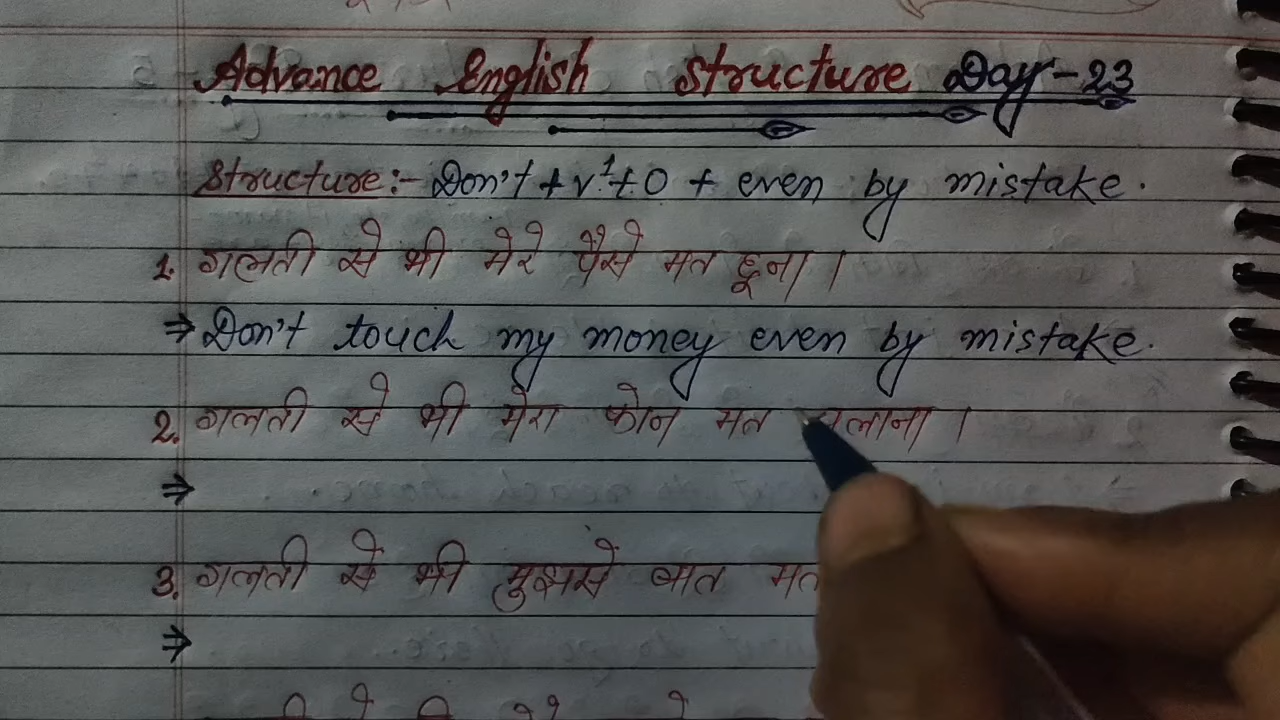 Advance English Structure Day-23
Structure:- Don't + v¹ + O + even by mistake.
1. गलती से भी मेरे पैसे मत छूना।
⇒ Don't touch my money even by mistake.
2. गलती से भी मेरा फोन मत चलाना।
⇒
3. गलती से भी मुझसे बात मत
⇒